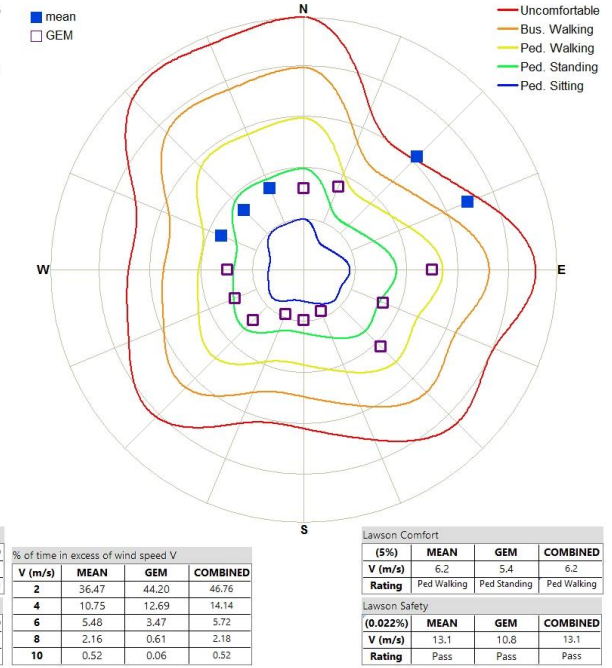 mean
GEM
N
Uncomfortable
Bus. Walking
Ped. Walking
Ped. Standing
Ped. Sitting
W
E
S
% of time in excess of wind speed V
V (m/s) MEAN GEM COMBINED
2 36.47 44.20 46.76
4 10.75 12.69 14.14
6 5.48 3.47 5.72
8 2.16 0.61 2.18
10 0.52 0.06 0.52
Lawson Comfort
(5%) MEAN GEM COMBINED
V (m/s) 6.2 5.4 6.2
Rating Ped Walking Ped Standing Ped Walking
Lawson Safety
(0.022%) MEAN GEM COMBINED
V (m/s) 13.1 10.8 13.1
Rating Pass Pass Pass